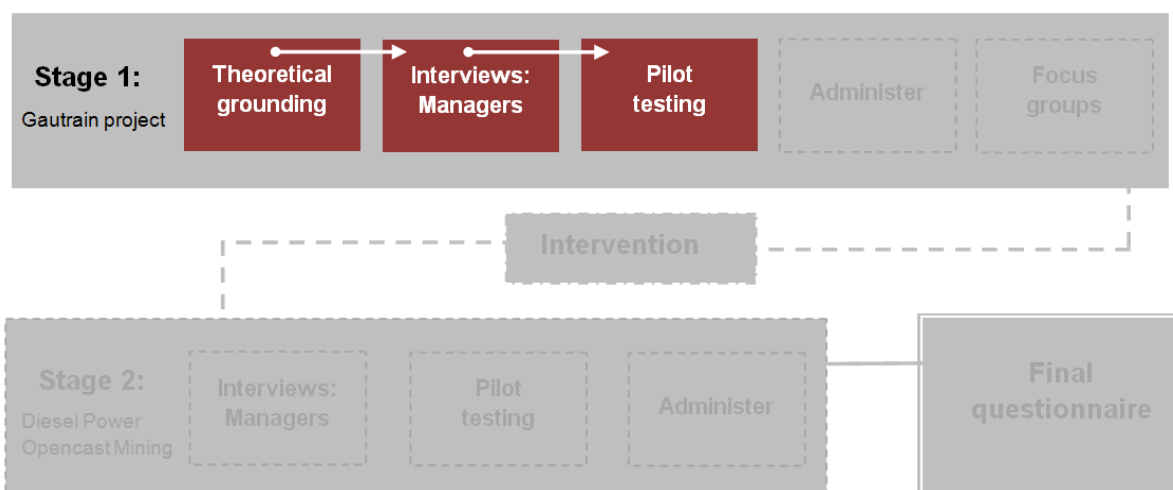 Stage 1:
Gautrain project
Theoretical
grounding
Interviews:
Managers
Pilot
testing
Administer
Focus
groups
Intervention
Stage 2:
Diesel Power
Opencast Mining
Interviews:
Managers
Pilot
testing
Administer
Final
questionnaire